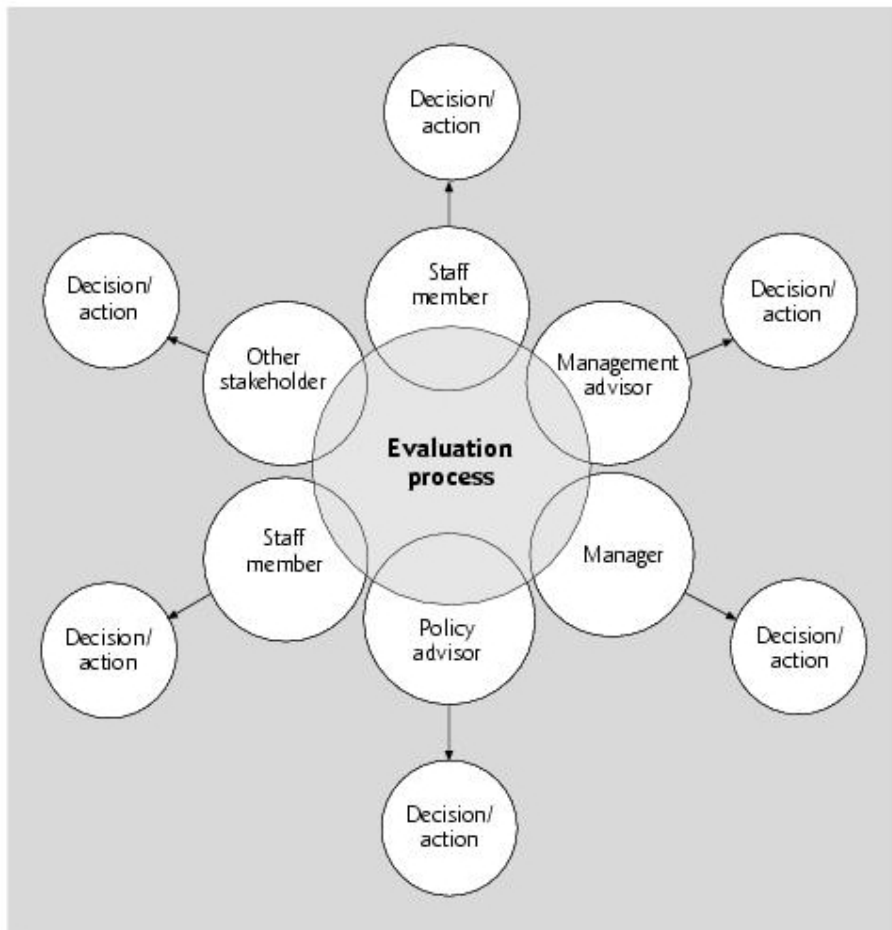 Decision/
action
Staff
member
Decision/
action
Decision/
action
Other
stakeholder
Management
advisor
Evaluation
process
Staff
member
Manager
Policy
advisor
Decision/
action
Decision/
action
Decision/
action